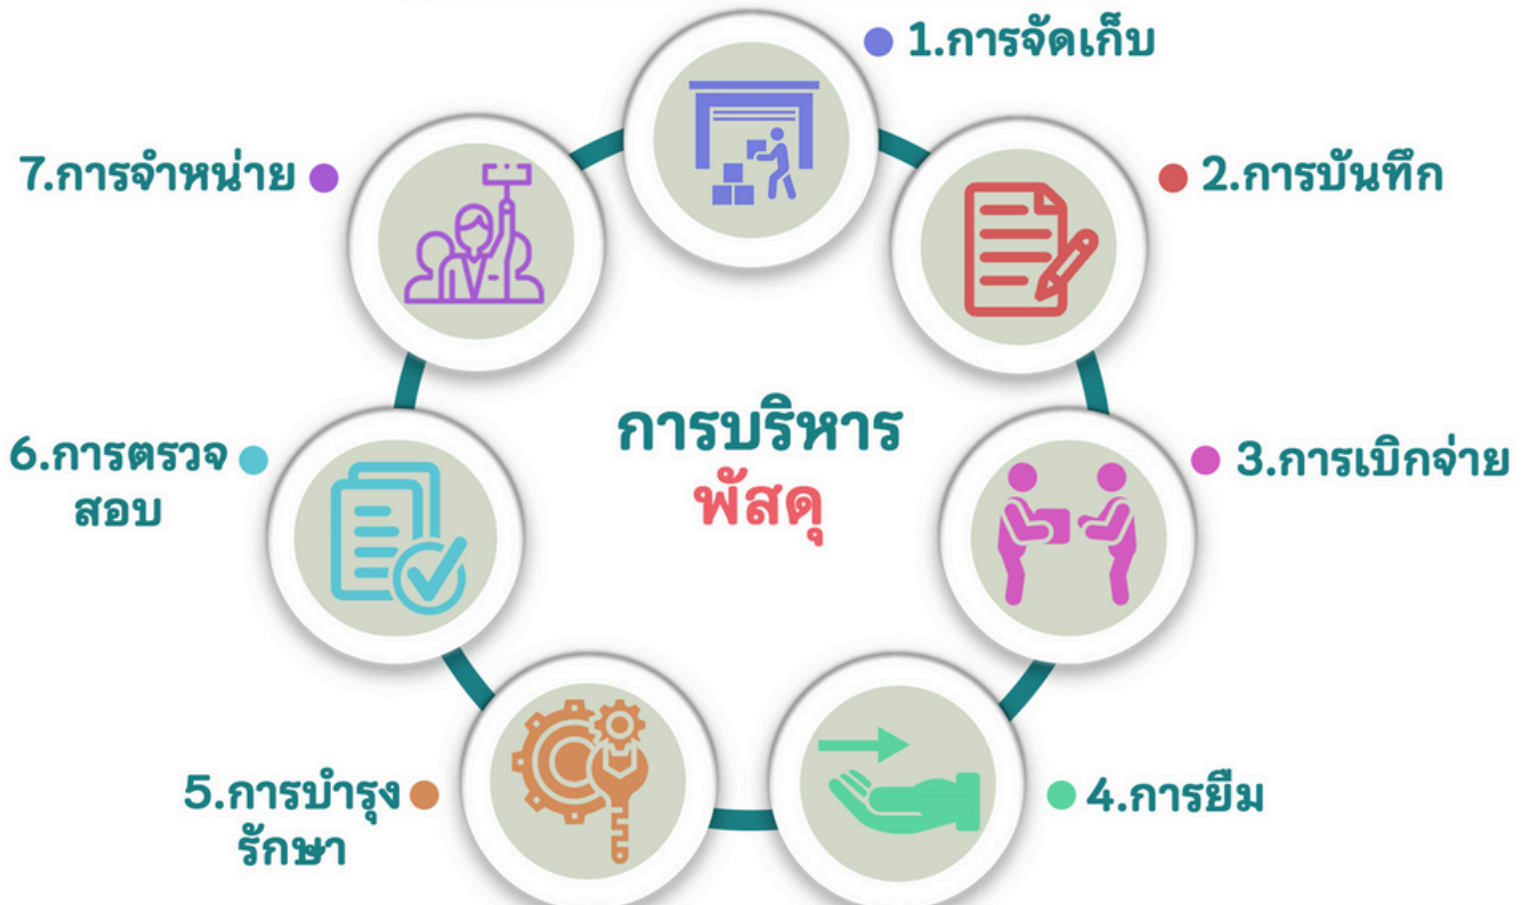 การบริหาร
พัสดุ
1.การจัดเก็บ
2.การบันทึก
3.การเบิกจ่าย
4.การยืม
5.การบำรุง
รักษา
6.การตรวจ
สอบ
7.การจำหน่าย